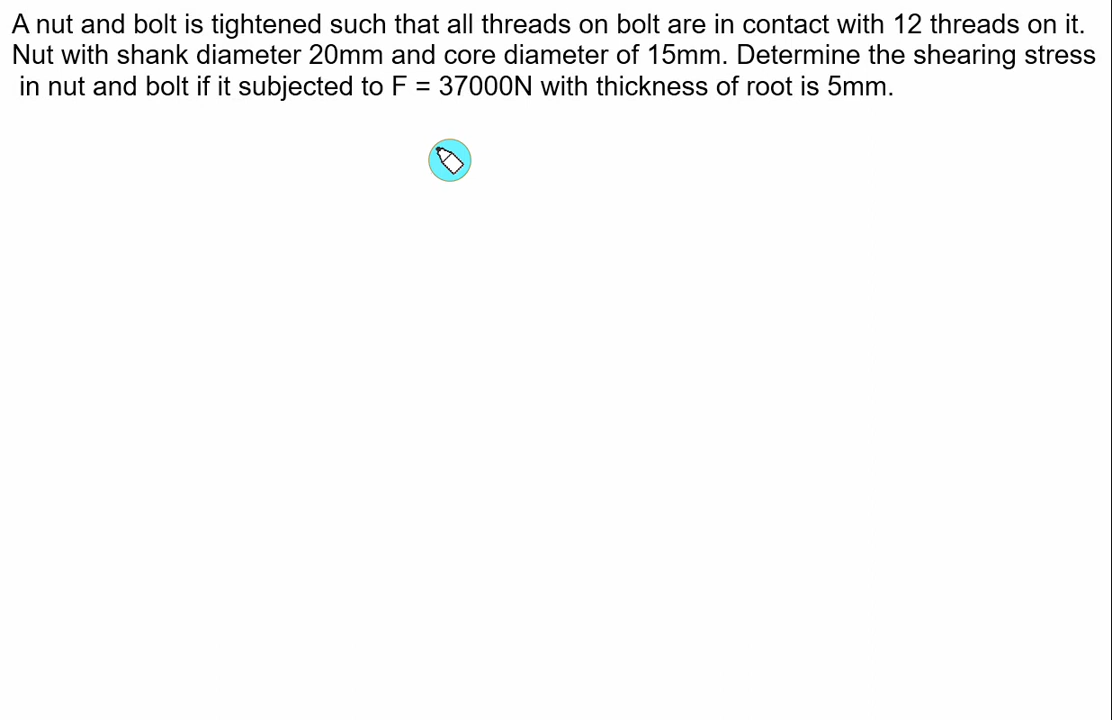 A nut and bolt is tightened such that all threads on bolt are in contact with 12 threads on it.
Nut with shank diameter 20mm and core diameter of 15mm. Determine the shearing stress
in nut and bolt if it subjected to F = 37000N with thickness of root is 5mm.